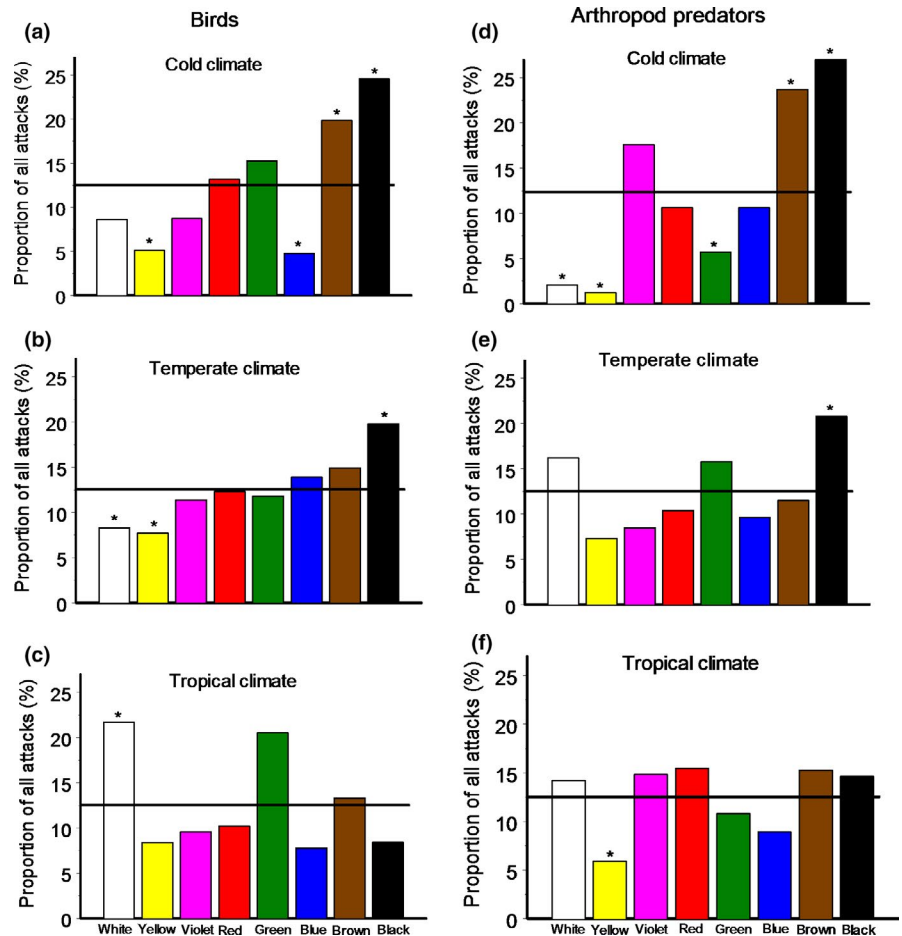 Birds
Arthropod predators
(a)
Cold climate
Proportion of all attacks (%)
25
20
15
10
5
0
*
*
*
*
(d)
Cold climate
Proportion of all attacks (%)
25
20
15
10
5
0
*
*
*
*
*
(b)
Temperate climate
Proportion of all attacks (%)
25
20
15
10
5
0
*
*
*
(e)
Temperate climate
Proportion of all attacks (%)
25
20
15
10
5
0
*
(c)
Tropical climate
Proportion of all attacks (%)
25
20
15
10
5
0
*
White Yellow Violet Red Green Blue Brown Black
(f)
Tropical climate
Proportion of all attacks (%)
25
20
15
10
5
0
*
White Yellow Violet Red Green Blue Brown Black